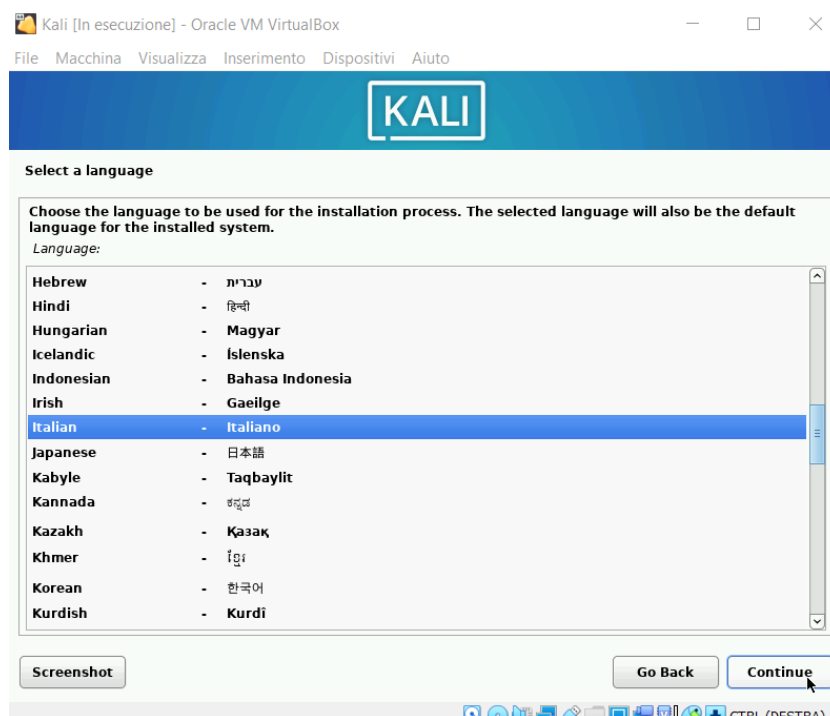 Kali [In esecuzione] - Oracle VM VirtualBox
File Macchina Visualizza Inserimento Dispositivi Aiuto
KALI
Select a language
Choose the language to be used for the installation process. The selected language will also be the default
language for the installed system.
Language:
Hebrew - עברית
Hindi - हिन्दी
Hungarian - Magyar
Icelandic - Íslenska
Indonesian - Bahasa Indonesia
Irish - Gaeilge
Italian - Italiano
Japanese - 日本語
Kabyle - Taqbaylit
Kannada - ಕನ್ನಡ
Kazakh - Қазақ
Khmer - ខ្មែរ
Korean - 한국어
Kurdish - Kurdî
Screenshot Go Back Continue
CTRL (DESTRA)